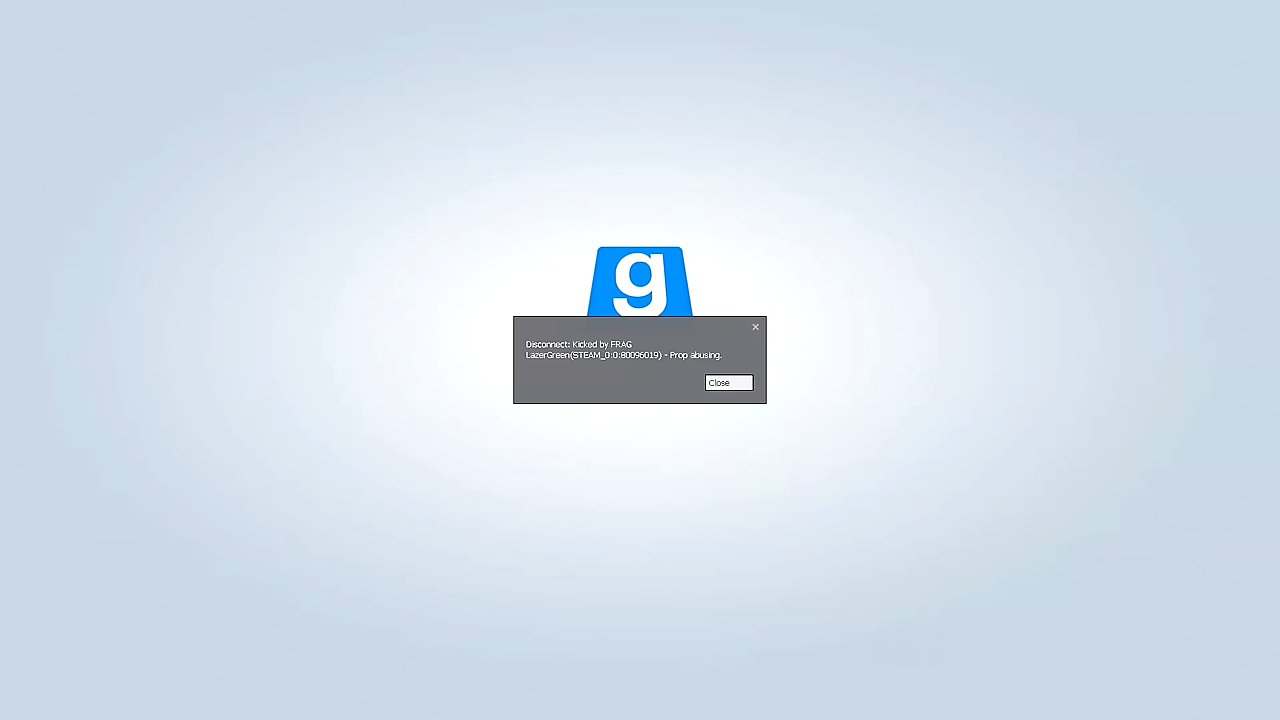 g
Disconnect: Kicked by FRAG
LazerGreen(STEAM_0:0:80096019) - Prop abusing.
Close